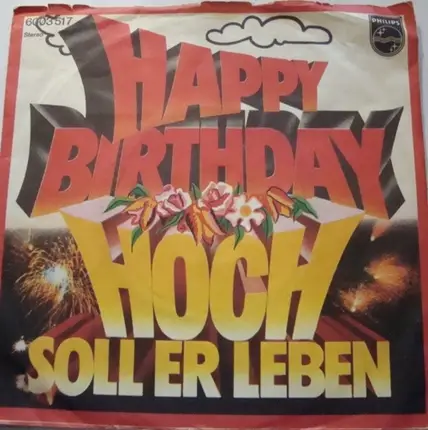 6003 517
Stereo
PHILIPS
HAPPY
BIRTHDAY
HOCH
SOLL ER LEBEN